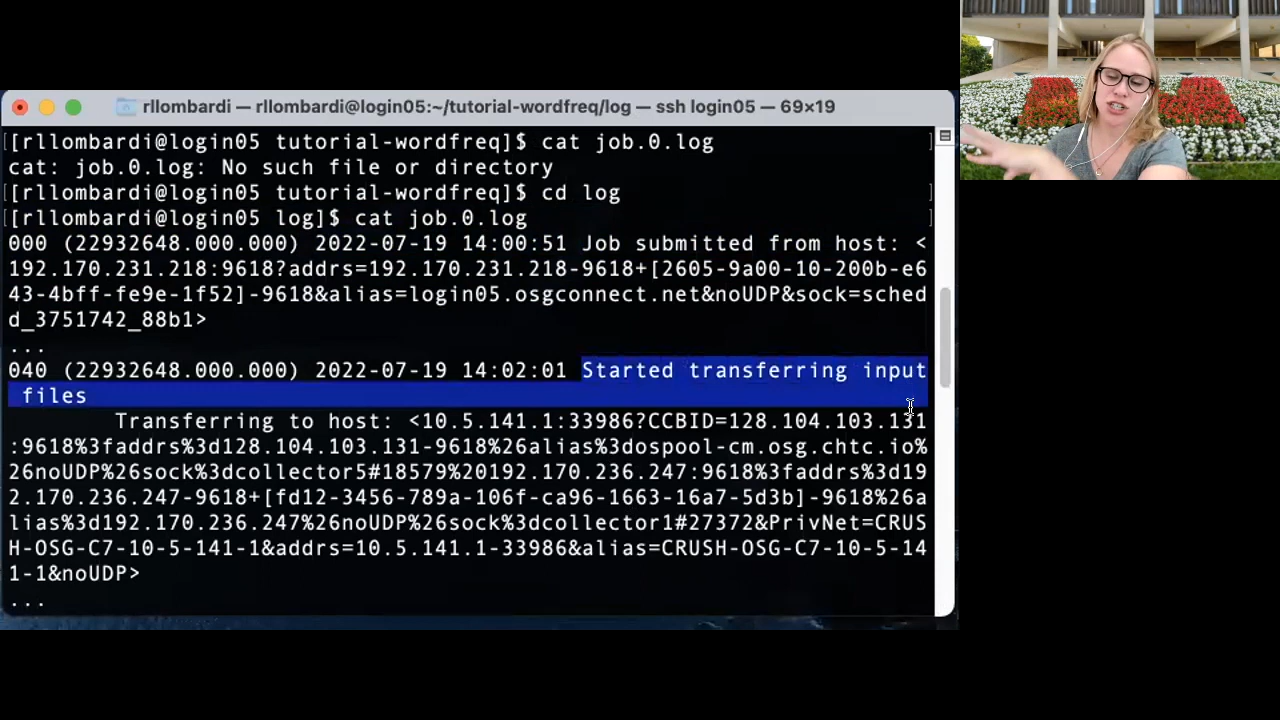 rllombardi — rllombardi@login05:~/tutorial-wordfreq/log — ssh login05 — 69×19
[[rllombardi@login05 tutorial-wordfreq]$ cat job.0.log ]
cat: job.0.log: No such file or directory
[[rllombardi@login05 tutorial-wordfreq]$ cd log ]
[[rllombardi@login05 log]$ cat job.0.log ]
000 (22932648.000.000) 2022-07-19 14:00:51 Job submitted from host: <
192.170.231.218:9618?addrs=192.170.231.218-9618+[2605-9a00-10-200b-e6
43-4bff-fe9e-1f52]-9618&alias=login05.osgconnect.net&noUDP&sock=sched
d_3751742_88b1>
...
040 (22932648.000.000) 2022-07-19 14:02:01 Started transferring input
files
Transferring to host: <10.5.141.1:33986?CCBID=128.104.103.131
:9618%3faddrs%3d128.104.103.131-9618%26alias%3dospool-cm.osg.chtc.io%
26noUDP%26sock%3dcollector5#18579%20192.170.236.247:9618%3faddrs%3d19
2.170.236.247-9618+[fd12-3456-789a-106f-ca96-1663-16a7-5d3b]-9618%26a
lias%3d192.170.236.247%26noUDP%26sock%3dcollector1#27372&PrivNet=CRUS
H-OSG-C7-10-5-141-1&addrs=10.5.141.1-33986&alias=CRUSH-OSG-C7-10-5-14
1-1&noUDP>
...